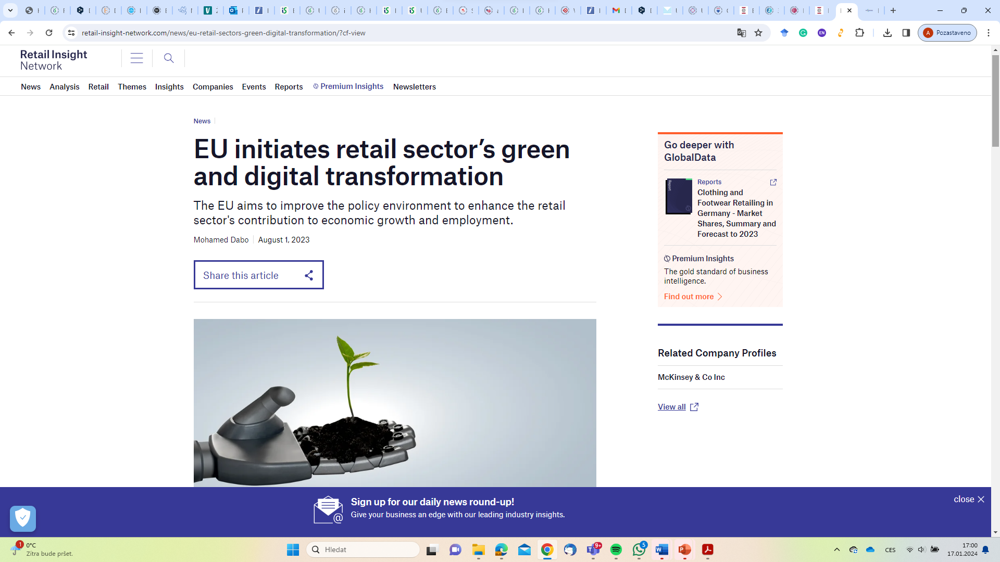 retail-insight-network.com/news/eu-retail-sectors-green-digital-transformation/?cf-view
EN
A Pozastaveno
Retail Insight
Network
News Analysis Retail Themes Insights Companies Events Reports Premium Insights Newsletters
News
EU initiates retail sector’s green
and digital transformation
The EU aims to improve the policy environment to enhance the retail
sector's contribution to economic growth and employment.
Mohamed Dabo August 1, 2023
Share this article
Go deeper with
GlobalData
Report
Reports
Clothing and
Footwear Retailing in
Germany - Market
Shares, Summary and
Forecast to 2023
Premium Insights
The gold standard of business
intelligence.
Find out more
Related Company Profiles
McKinsey & Co Inc
View all
Sign up for our daily news round-up!
Give your business an edge with our leading industry insights.
close
1
0°C
Zítra bude pršet.
Hledat
9+
5
CES
17:00
17.01.2024